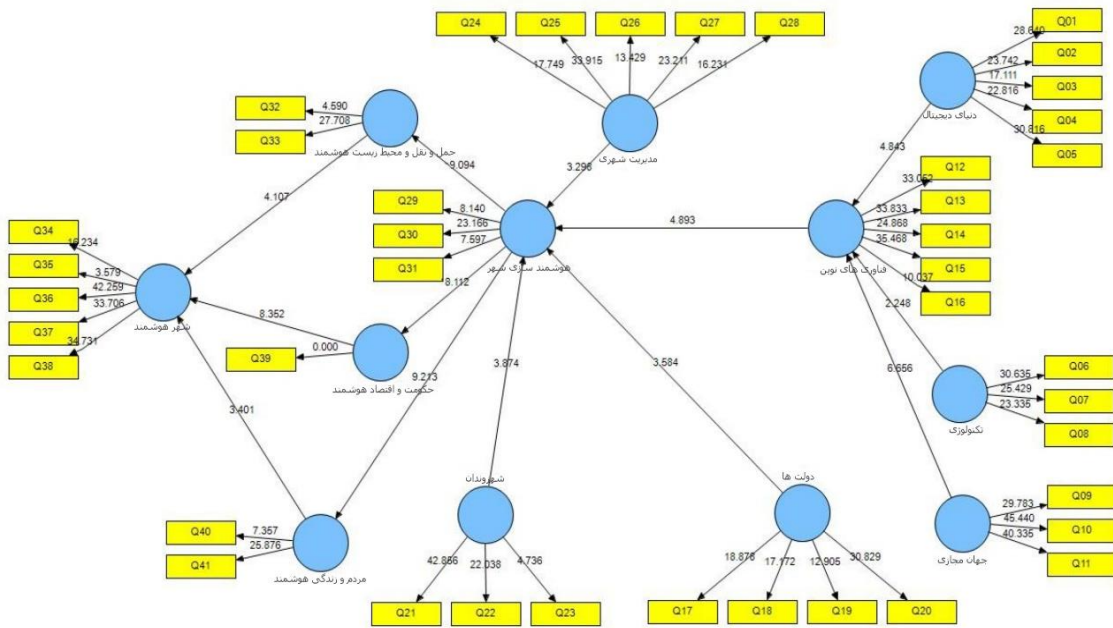 Q24
Q25
Q26
Q27
Q28
17.749
33.915
13.429
23.211
16.231
مدیریت شهری
3.298
Q01
Q02
Q03
Q04
Q05
28.640
23.742
17.111
22.816
30.816
دنیای دیجیتال
4.843
Q32
Q33
4.590
27.708
حمل و نقل و محیط زیست هوشمند
9.094
4.107
Q12
Q13
Q14
Q15
Q16
33.052
33.833
24.868
35.468
10.037
فناوری های نوین
4.893
2.248
6.656
Q29
Q30
Q31
8.140
23.166
7.597
هوشمند سازی شهر
8.112
9.213
3.874
3.584
Q34
Q35
Q36
Q37
Q38
3.579
42.259
33.706
34.731
شهر هوشمند
8.352
Q39
0.000
حکومت و اقتصاد هوشمند
3.401
Q06
Q07
Q08
30.635
25.429
23.335
تکنولوژی
Q40
Q41
7.357
25.876
مردم و زندگی هوشمند
شهروندان
42.866
22.038
4.736
Q21
Q22
Q23
دولت ها
18.876
17.172
12.905
30.829
Q17
Q18
Q19
Q20
Q09
Q10
Q11
29.783
45.440
40.335
جهان مجازی